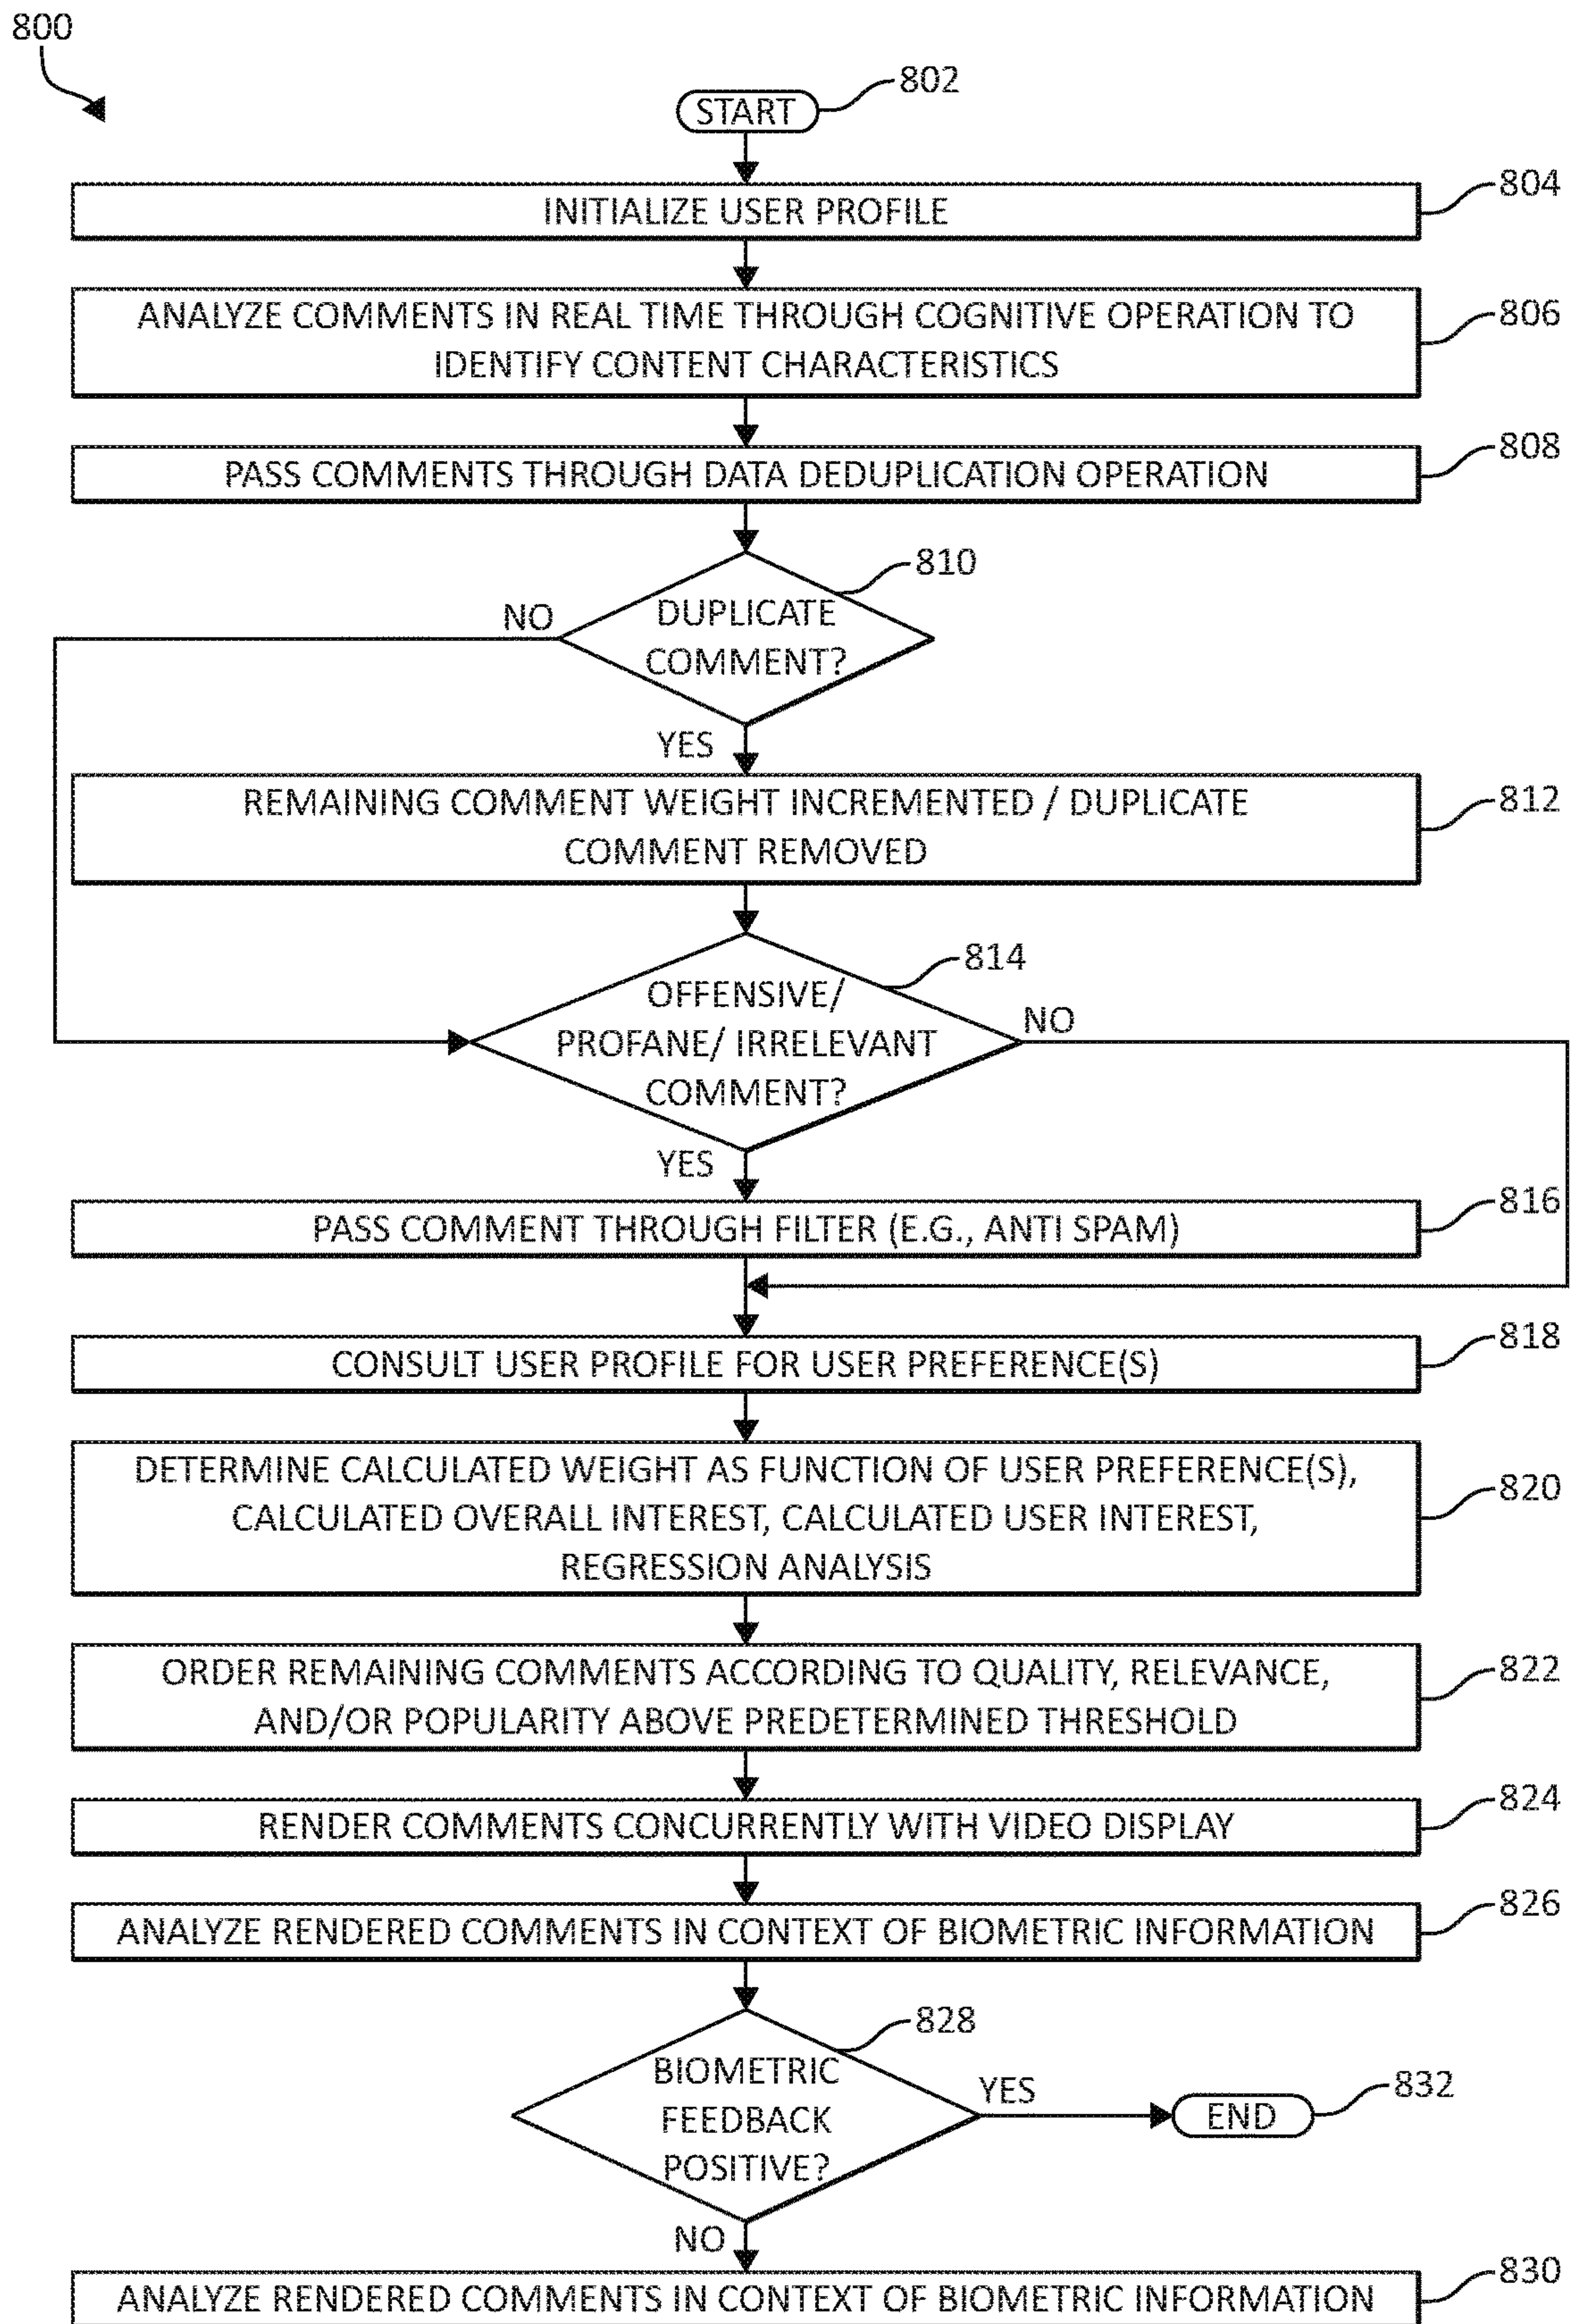 800
START
802
INITIALIZE USER PROFILE
804
ANALYZE COMMENTS IN REAL TIME THROUGH COGNITIVE OPERATION TO
IDENTIFY CONTENT CHARACTERISTICS
806
PASS COMMENTS THROUGH DATA DEDUPLICATION OPERATION
808
DUPLICATE
COMMENT?
810
NO
YES
REMAINING COMMENT WEIGHT INCREMENTED / DUPLICATE
COMMENT REMOVED
812
OFFENSIVE/
PROFANE/ IRRELEVANT
COMMENT?
814
NO
YES
PASS COMMENT THROUGH FILTER (E.G., ANTI SPAM)
816
CONSULT USER PROFILE FOR USER PREFERENCE(S)
818
DETERMINE CALCULATED WEIGHT AS FUNCTION OF USER PREFERENCE(S),
CALCULATED OVERALL INTEREST, CALCULATED USER INTEREST,
REGRESSION ANALYSIS
820
ORDER REMAINING COMMENTS ACCORDING TO QUALITY, RELEVANCE,
AND/OR POPULARITY ABOVE PREDETERMINED THRESHOLD
822
RENDER COMMENTS CONCURRENTLY WITH VIDEO DISPLAY
824
ANALYZE RENDERED COMMENTS IN CONTEXT OF BIOMETRIC INFORMATION
826
BIOMETRIC
FEEDBACK
POSITIVE?
828
YES
END
832
NO
ANALYZE RENDERED COMMENTS IN CONTEXT OF BIOMETRIC INFORMATION
830